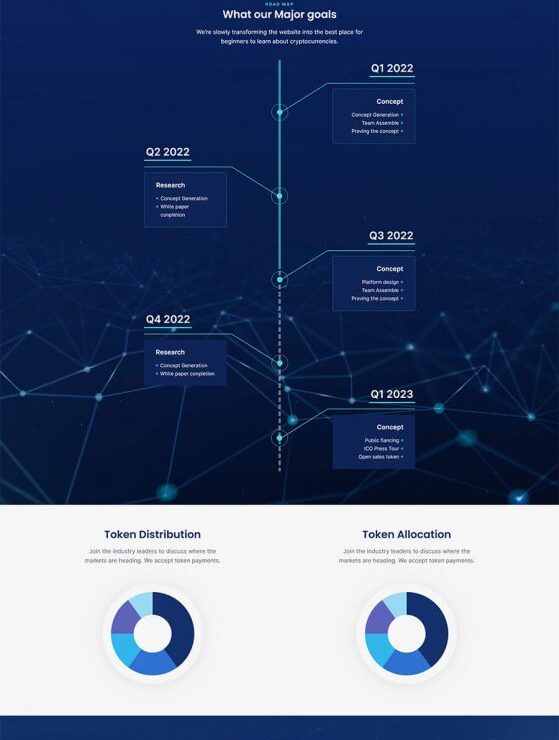 ROAD MAP
What our Major goals
We're slowly transforming the website into the best place for
beginners to learn about cryptocurrencies.
Q1 2022
Concept
Concept Generation
Team Assemble
Proving the concept
Q2 2022
Research
Concept Generation
White paper
conpletion
Q3 2022
Concept
Platform design
Team Assemble
Proving the concept
Q4 2022
Research
Concept Generation
White paper conpletion
Q1 2023
Concept
Public fiancing
ICO Press Tour
Open sales token
Token Distribution
Join the industry leaders to discuss where the
markets are heading. We accept token payments.
Token Allocation
Join the industry leaders to discuss where the
markets are heading. We accept token payments.